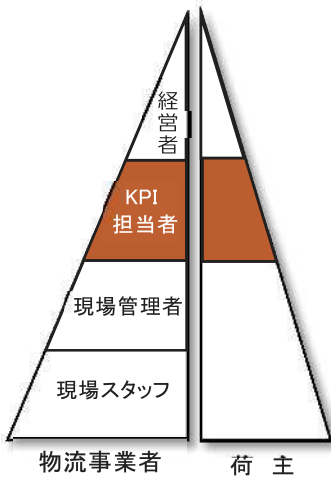 経営者
KPI
担当者
現場管理者
現場スタッフ
物流事業者
荷 主